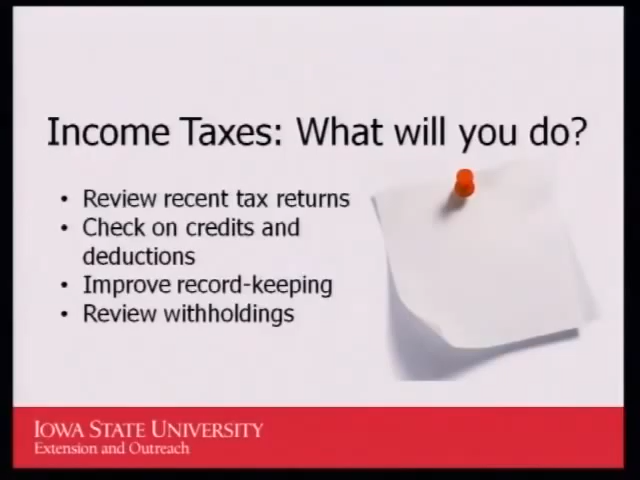 Income Taxes: What will you do?
• Review recent tax returns
• Check on credits and
deductions
• Improve record-keeping
• Review withholdings
IOWA STATE UNIVERSITY
Extension and Outreach